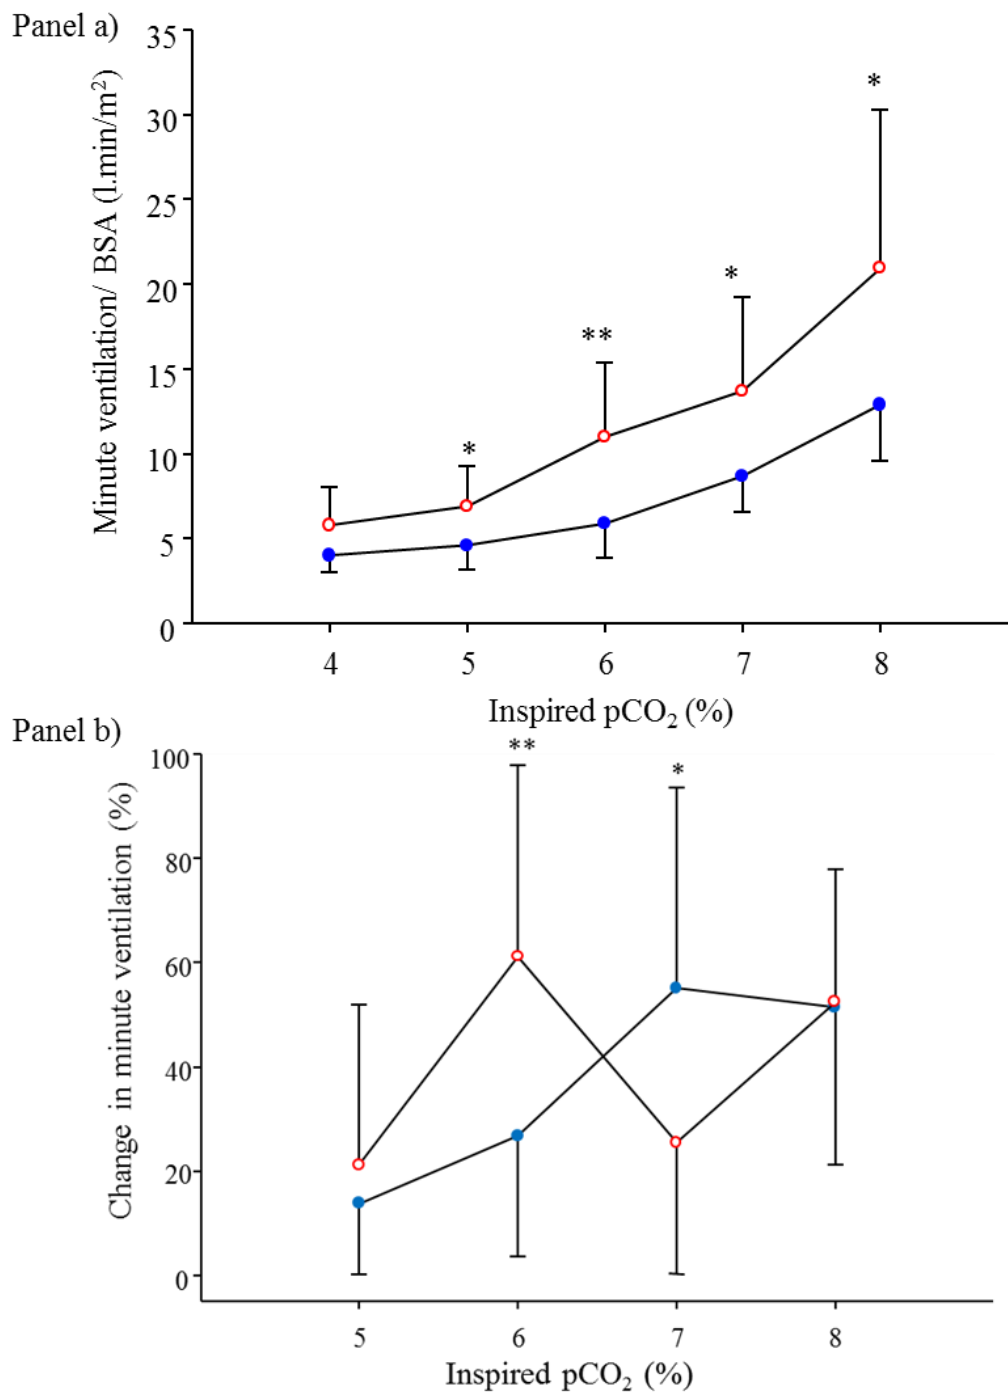 Panel a)
Minute ventilation/ BSA (l.min/m²)
35
30
25
20
15
10
5
0
*
**
*
*
*
4 5 6 7 8
Inspired pCO₂ (%)
Panel b)
Change in minute ventilation (%)
100
80
60
40
20
0
** *
5 6 7 8
Inspired pCO₂ (%)